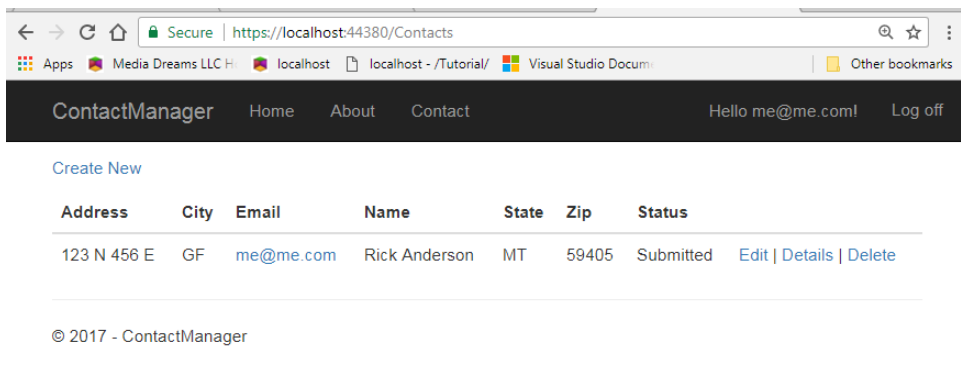 Secure https://localhost:44380/Contacts
Apps Media Dreams LLC H localhost localhost - /Tutorial/ Visual Studio Docum Other bookmarks
ContactManager Home About Contact Hello me@me.com! Log off
Create New
Address City Email Name State Zip Status
123 N 456 E GF me@me.com Rick Anderson MT 59405 Submitted Edit | Details | Delete
© 2017 - ContactManager